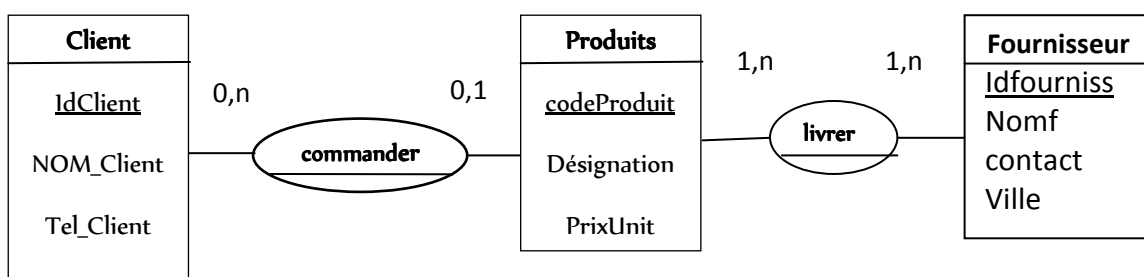 Client
IdClient
NOM_Client
Tel_Client
0,n
commander
0,1
Produits
codeProduit
Désignation
PrixUnit
1,n
livrer
1,n
Fournisseur
Idfourniss
Nomf
contact
Ville